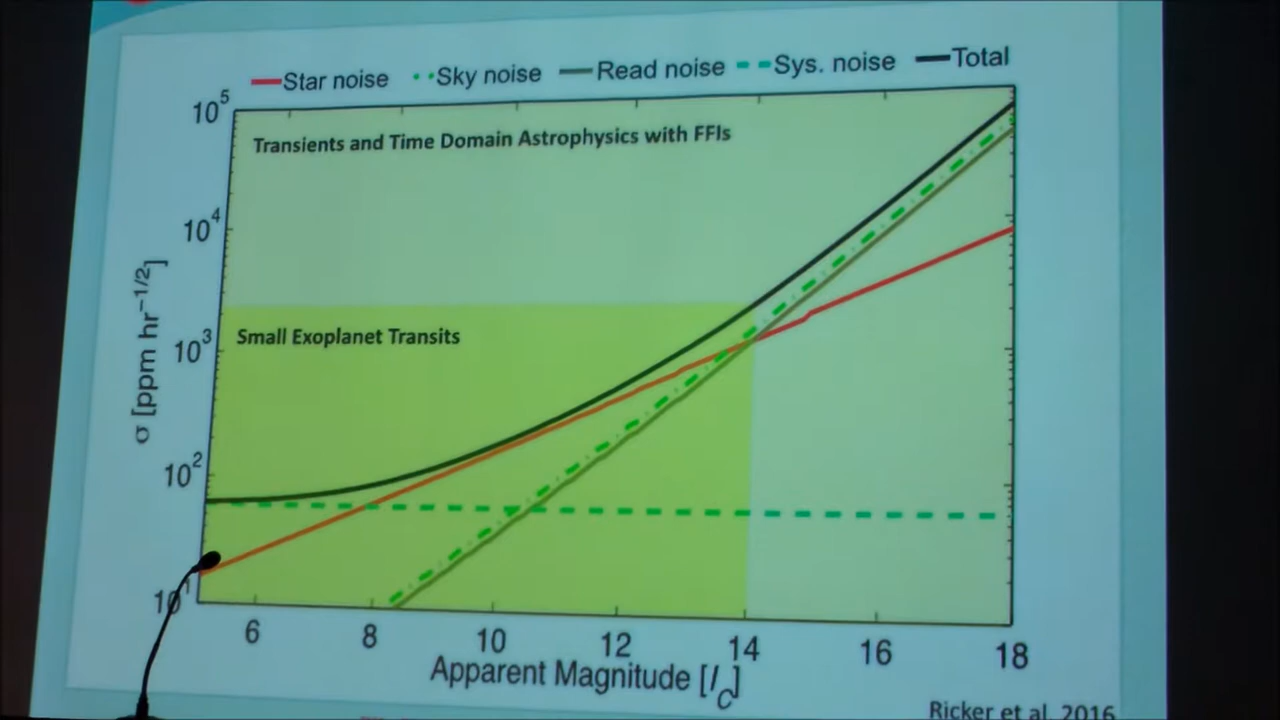 Star noise Sky noise Read noise Sys. noise Total
10^5
Transients and Time Domain Astrophysics with FFIs
10^4
Small Exoplanet Transits
10^3
10^2
10^1
σ [ppm hr^−1/2]
6 8 10 12 14 16 18
Apparent Magnitude [I_C]
Ricker et al. 2016